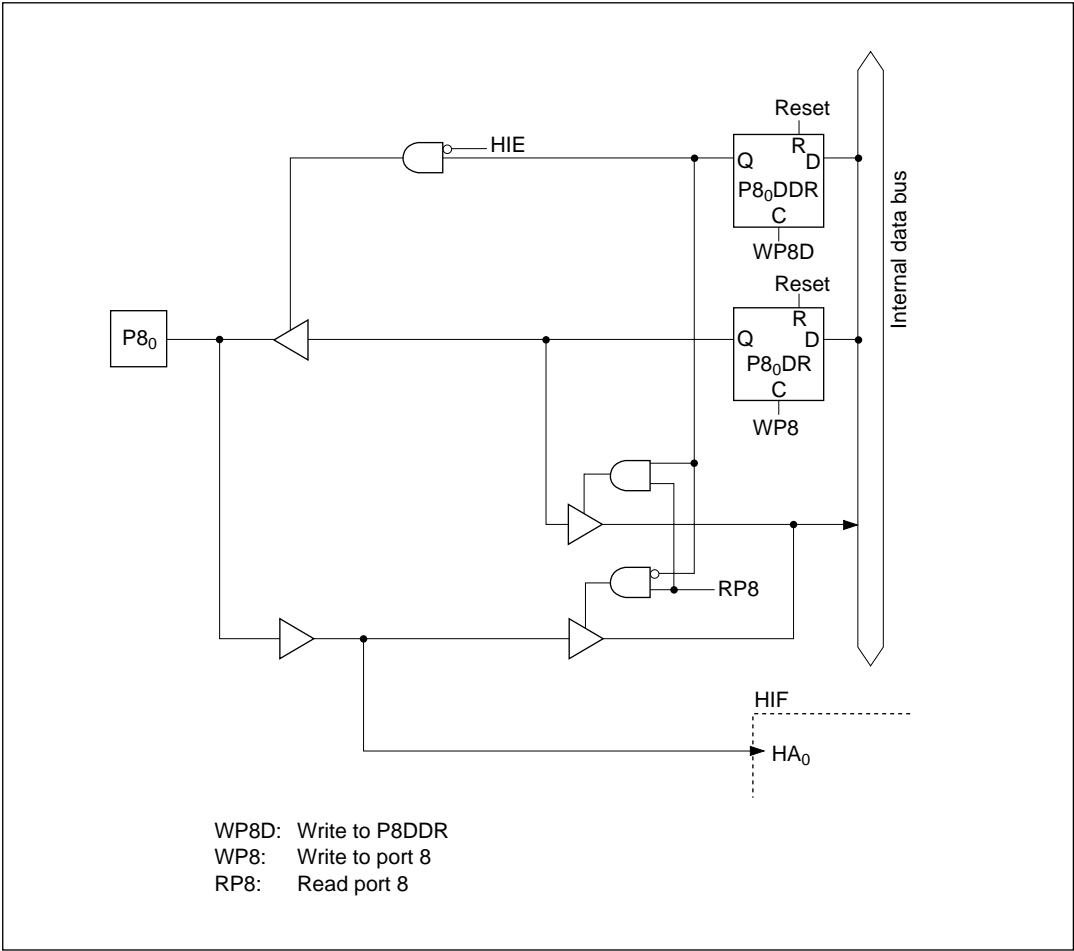 Reset
HIE
R
Q
D
P8₀DDR
C
WP8D
Internal data bus
Reset
R
P8₀
Q
D
P8₀DR
C
WP8
RP8
HIF
HA₀
WP8D: Write to P8DDR
WP8: Write to port 8
RP8: Read port 8